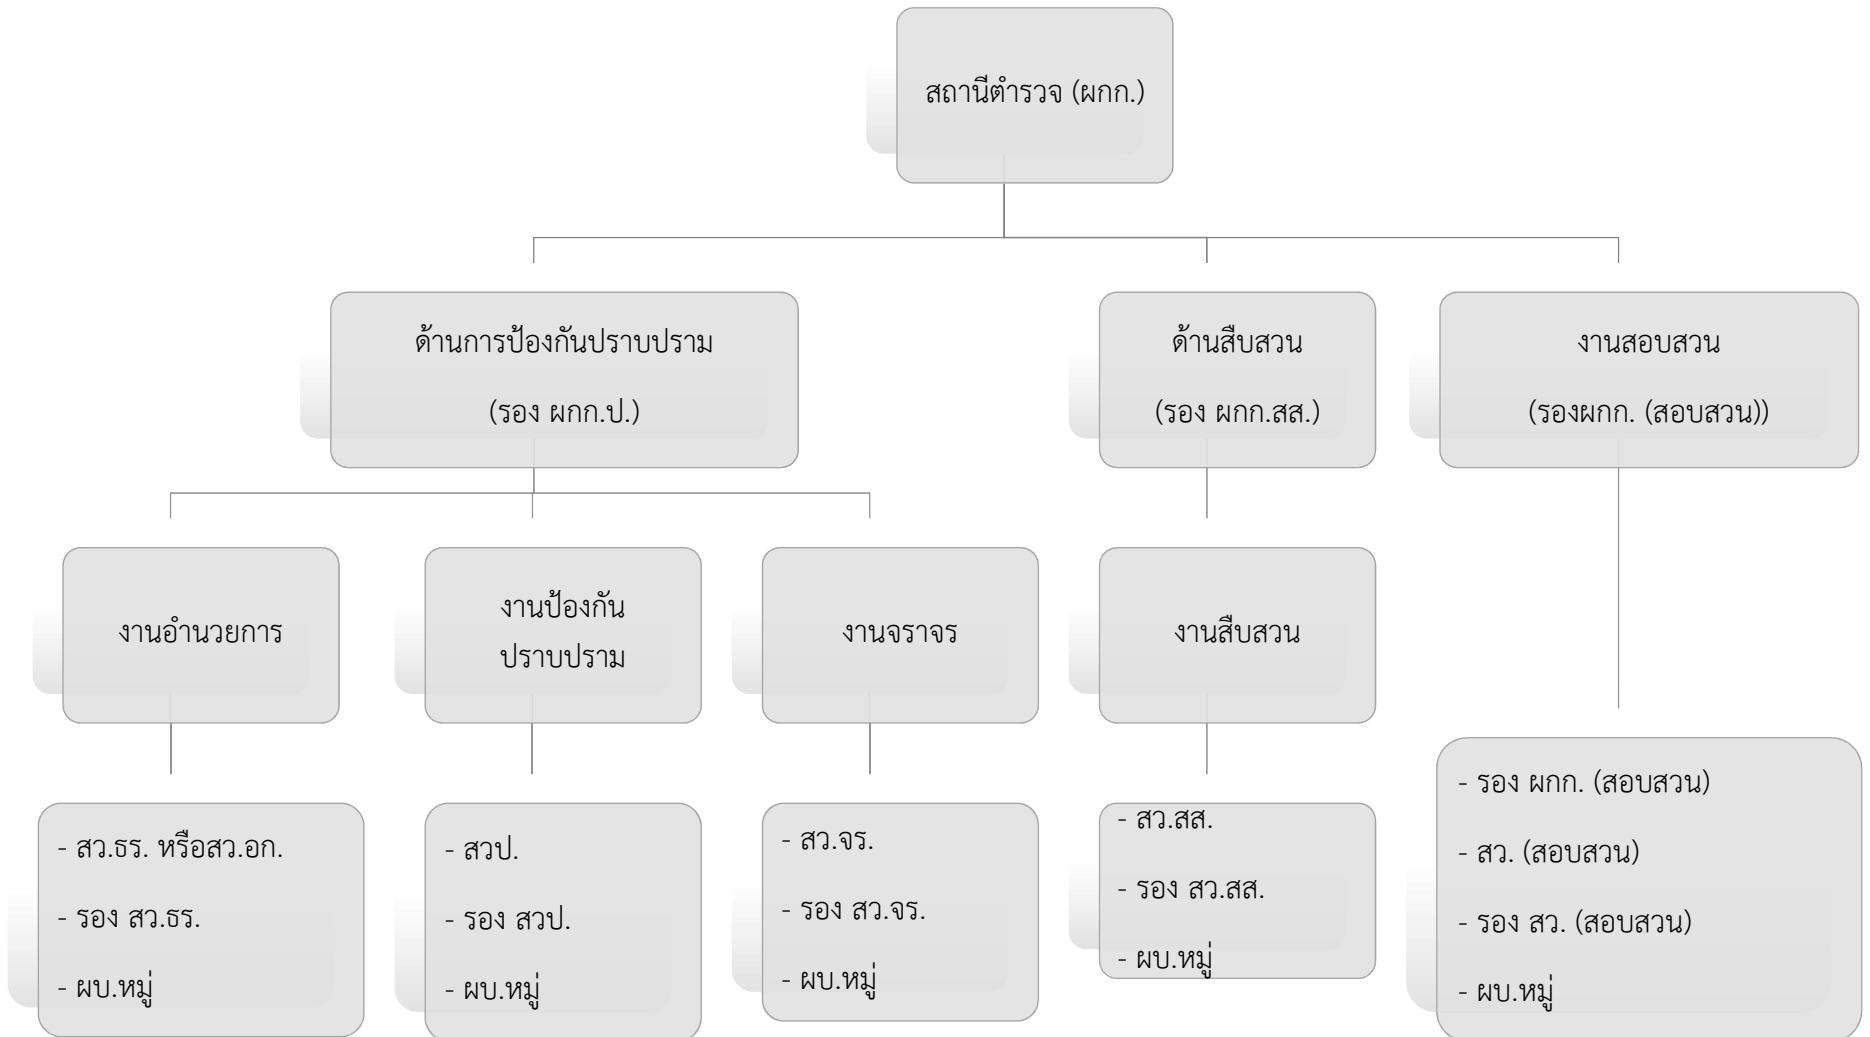 สถานีตำรวจ (ผกก.)
ด้านการป้องกันปราบปราม
(รอง ผกก.ป.)
ด้านสืบสวน
(รอง ผกก.สส.)
งานสอบสวน
(รองผกก. (สอบสวน))
งานอำนวยการ
งานป้องกัน
ปราบปราม
งานจราจร
งานสืบสวน
- สว.ธร. หรือสว.อก.
- รอง สว.ธร.
- ผบ.หมู่
- สวป.
- รอง สวป.
- ผบ.หมู่
- สว.จร.
- รอง สว.จร.
- ผบ.หมู่
- สว.สส.
- รอง สว.สส.
- ผบ.หมู่
- รอง ผกก. (สอบสวน)
- สว. (สอบสวน)
- รอง สว. (สอบสวน)
- ผบ.หมู่